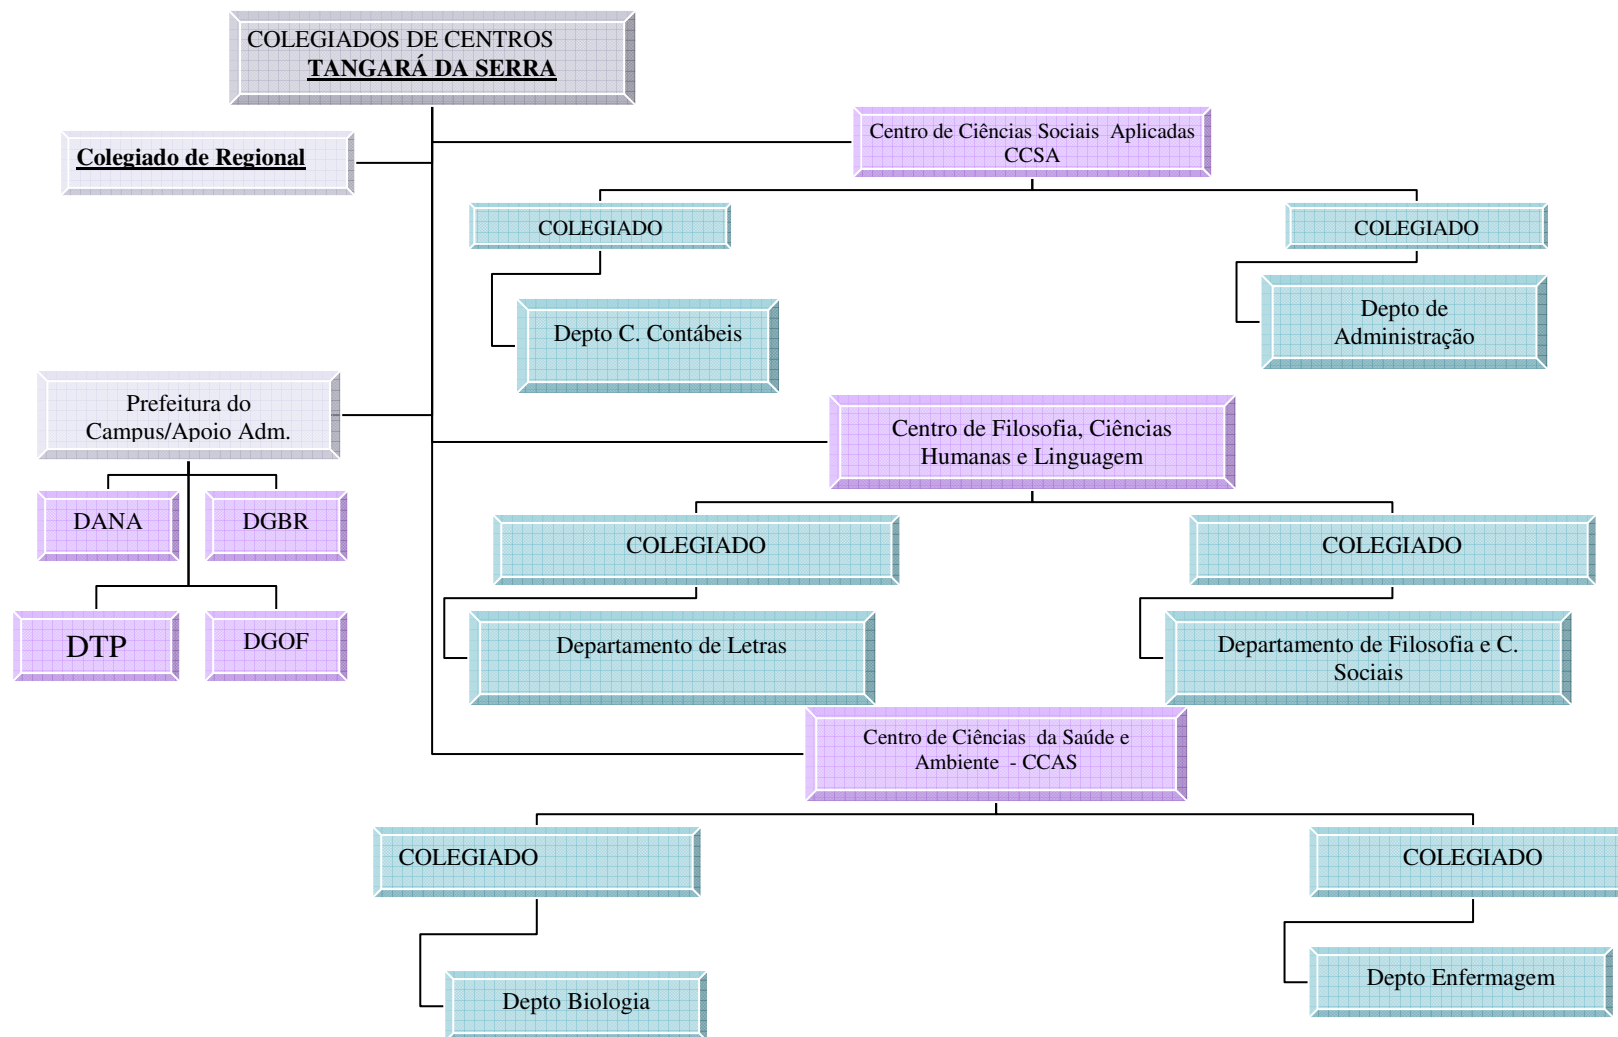 COLEGIADOS DE CENTROS
TANGARÁ DA SERRA
Colegiado de Regional
Centro de Ciências Sociais Aplicadas
CCSA
COLEGIADO
COLEGIADO
Depto C. Contábeis
Depto de
Administração
Prefeitura do
Campus/Apoio Adm.
DANA
DGBR
DTP
DGOF
Centro de Filosofia, Ciências
Humanas e Linguagem
COLEGIADO
COLEGIADO
Departamento de Letras
Departamento de Filosofia e C.
Sociais
Centro de Ciências da Saúde e
Ambiente - CCAS
COLEGIADO
COLEGIADO
Depto Biologia
Depto Enfermagem